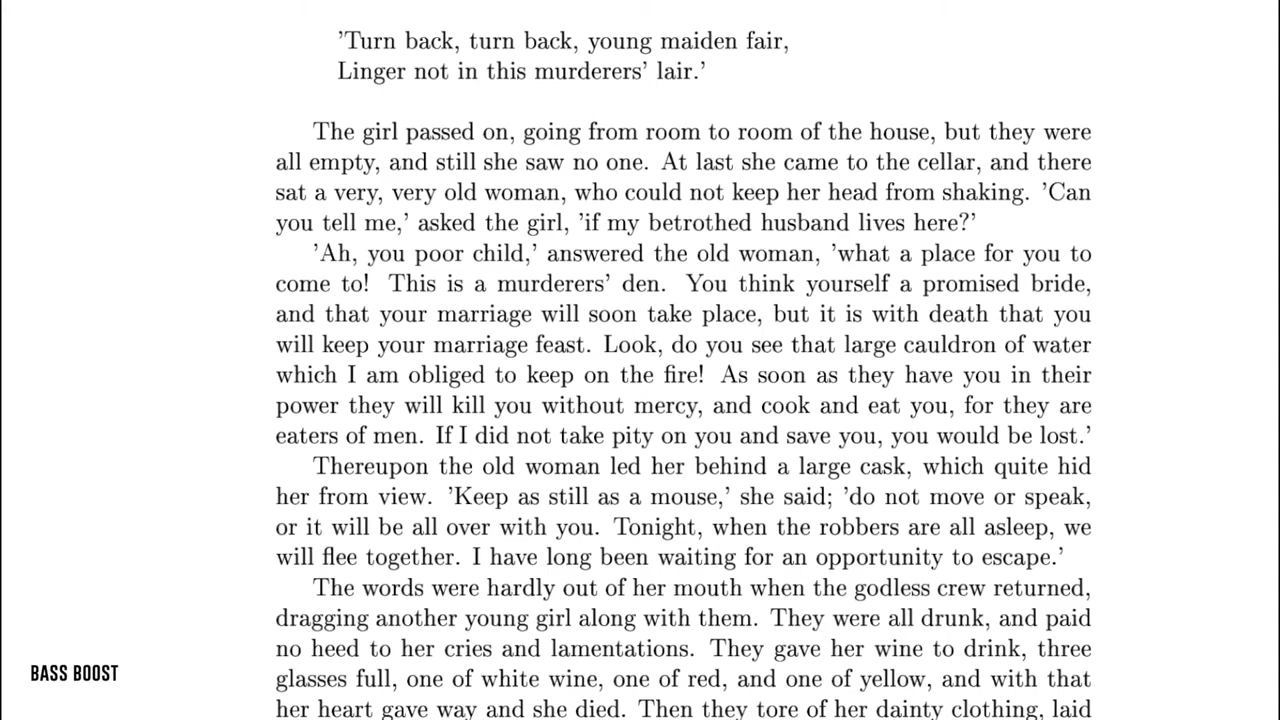 ’Turn back, turn back, young maiden fair,
Linger not in this murderers’ lair.’
The girl passed on, going from room to room of the house, but they were
all empty, and still she saw no one. At last she came to the cellar, and there
sat a very, very old woman, who could not keep her head from shaking. ’Can
you tell me,’ asked the girl, ’if my betrothed husband lives here?’
’Ah, you poor child,’ answered the old woman, ’what a place for you to
come to! This is a murderers’ den. You think yourself a promised bride,
and that your marriage will soon take place, but it is with death that you
will keep your marriage feast. Look, do you see that large cauldron of water
which I am obliged to keep on the fire! As soon as they have you in their
power they will kill you without mercy, and cook and eat you, for they are
eaters of men. If I did not take pity on you and save you, you would be lost.’
Thereupon the old woman led her behind a large cask, which quite hid
her from view. ’Keep as still as a mouse,’ she said; ’do not move or speak,
or it will be all over with you. Tonight, when the robbers are all asleep, we
will flee together. I have long been waiting for an opportunity to escape.’
The words were hardly out of her mouth when the godless crew returned,
dragging another young girl along with them. They were all drunk, and paid
no heed to her cries and lamentations. They gave her wine to drink, three
glasses full, one of white wine, one of red, and one of yellow, and with that
her heart gave way and she died. Then they tore of her dainty clothing, laid
BASS BOOST